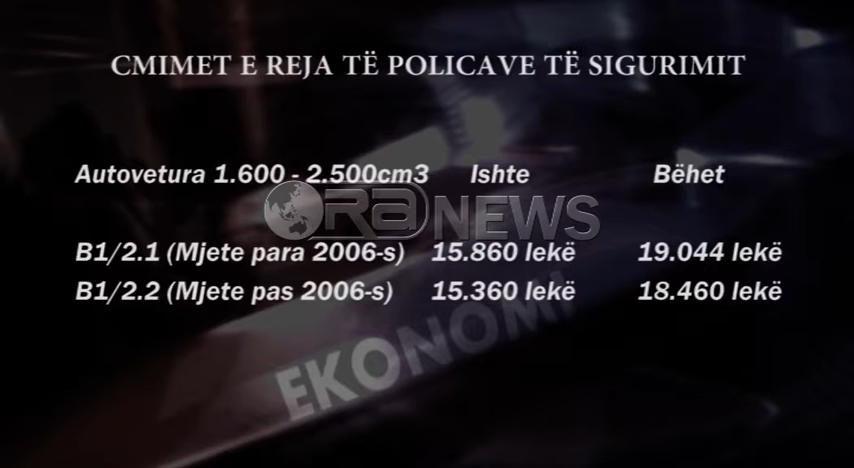 CMIMET E REJA TË POLICAVE TË SIGURIMIT
Autovetura 1.600 - 2.500cm3 Ishte Bëhet
ORA NEWS
B1/2.1 (Mjete para 2006-s) 15.860 lekë 19.044 lekë
B1/2.2 (Mjete pas 2006-s) 15.360 lekë 18.460 lekë
EKONOMI